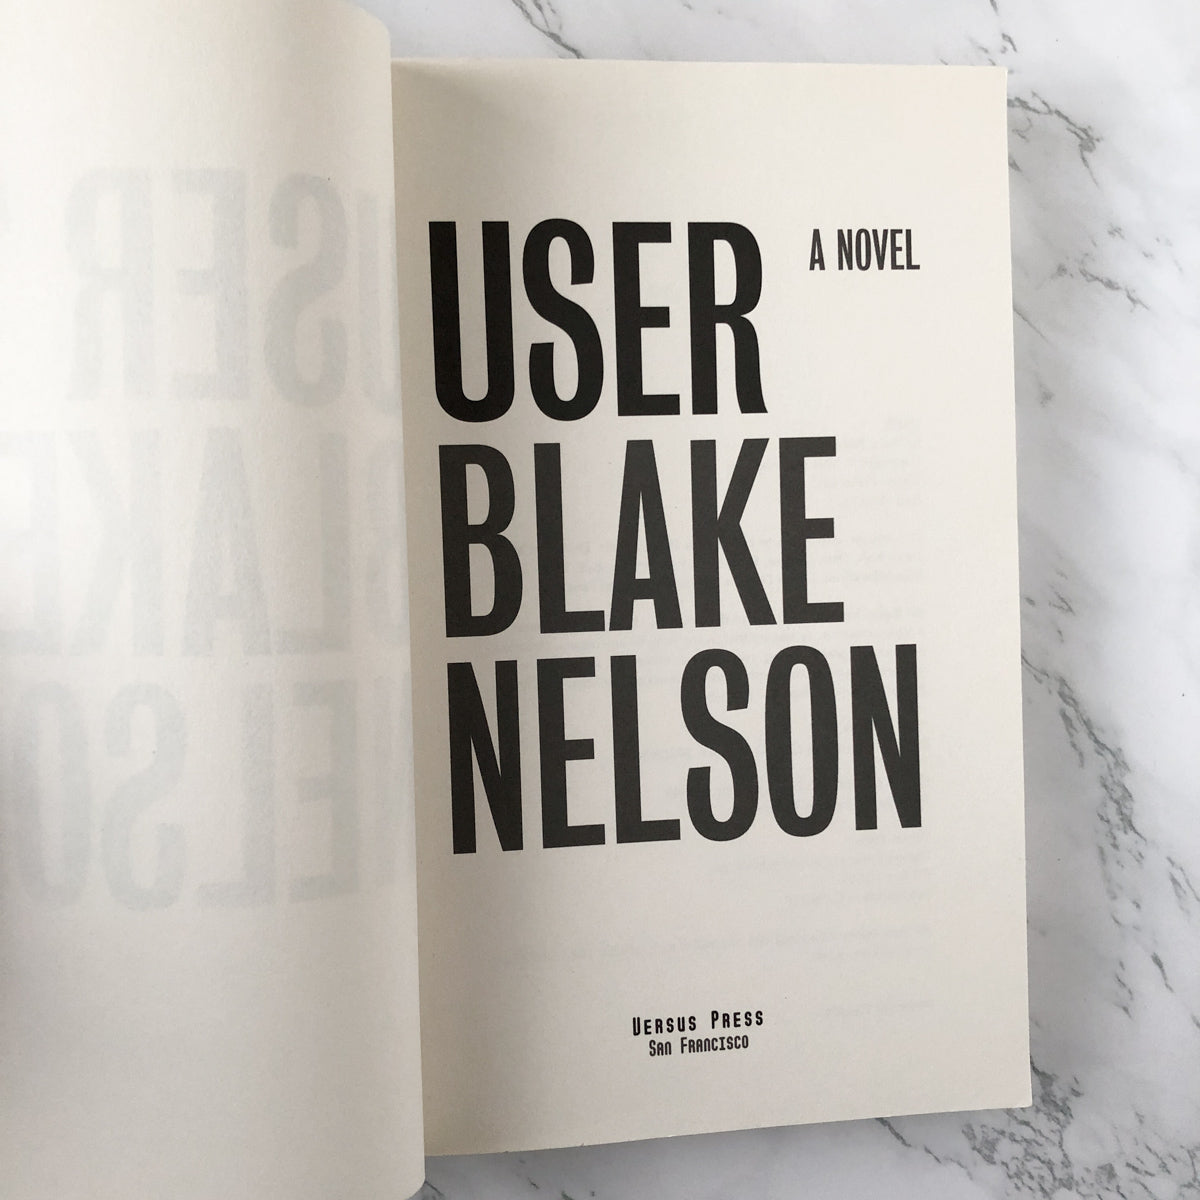 USER A NOVEL
BLAKE
NELSON
VERSUS PRESS
SAN FRANCISCO